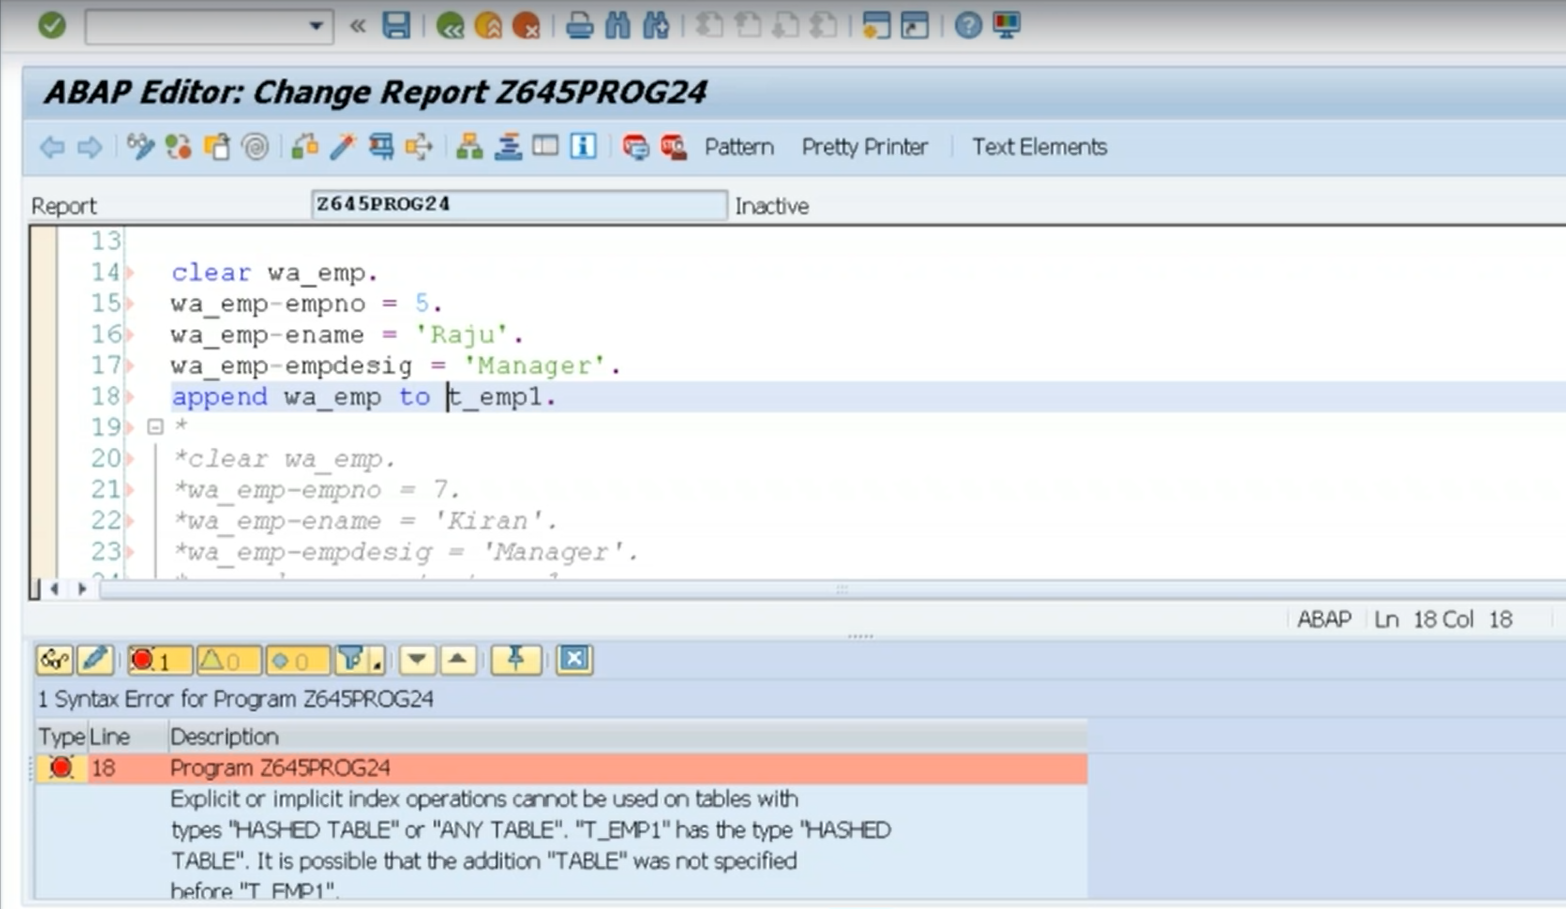 ABAP Editor: Change Report Z645PROG24
Pattern Pretty Printer Text Elements
Report Z645PROG24 Inactive
13
14 clear wa_emp.
15 wa_emp-empno = 5.
16 wa_emp-ename = 'Raju'.
17 wa_emp-empdesig = 'Manager'.
18 append wa_emp to t_emp1.
19 *
20 *clear wa_emp.
21 *wa_emp-empno = 7.
22 *wa_emp-ename = 'Kiran'.
23 *wa_emp-empdesig = 'Manager'.
ABAP Ln 18 Col 18
1 0 0
1 Syntax Error for Program Z645PROG24
Type Line Description
18 Program Z645PROG24
Explicit or implicit index operations cannot be used on tables with
types "HASHED TABLE" or "ANY TABLE". "T_EMP1" has the type "HASHED
TABLE". It is possible that the addition "TABLE" was not specified
before "T_EMP1".